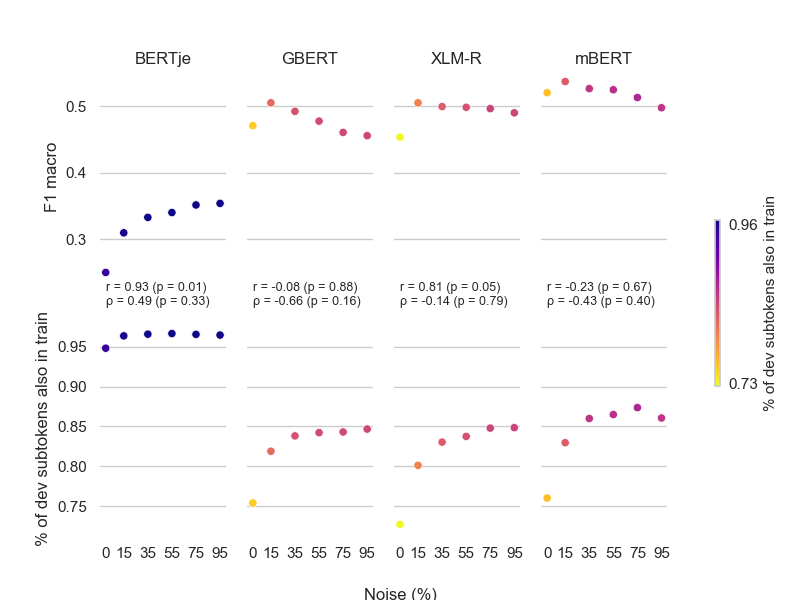 BERTje GBERT XLM-R mBERT
0.5
0.4
0.3
F1 macro
r = 0.93 (p = 0.01) r = -0.08 (p = 0.88) r = 0.81 (p = 0.05) r = -0.23 (p = 0.67)
ρ = 0.49 (p = 0.33) ρ = -0.66 (p = 0.16) ρ = -0.14 (p = 0.79) ρ = -0.43 (p = 0.40)
0.95
0.90
0.85
0.80
0.75
% of dev subtokens also in train
0 15 35 55 75 95 0 15 35 55 75 95 0 15 35 55 75 95 0 15 35 55 75 95
Noise (%)
0.96
0.73
% of dev subtokens also in train